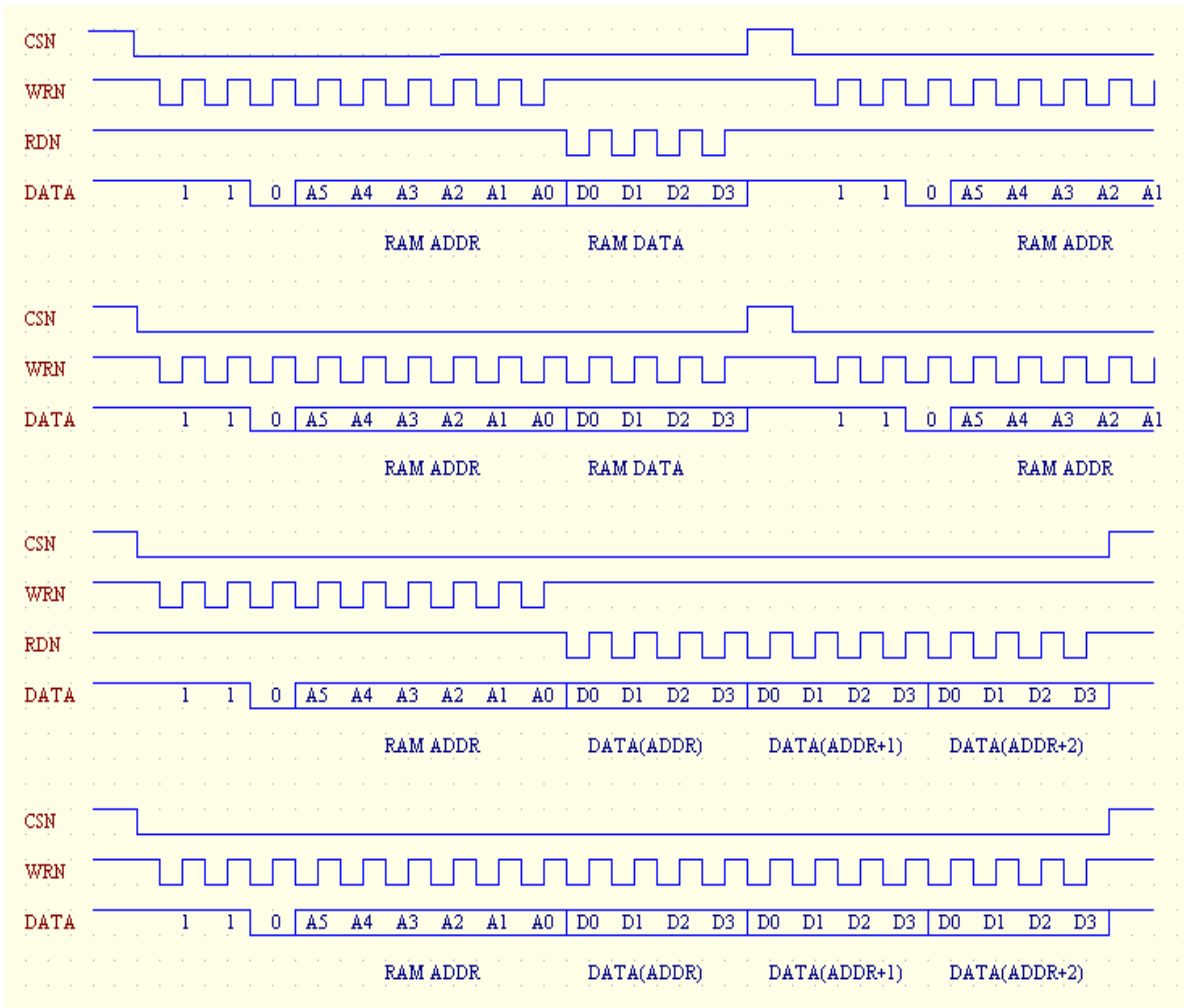 CSN
WRN
RDN
DATA 1 1 0 A5 A4 A3 A2 A1 A0 D0 D1 D2 D3 1 1 0 A5 A4 A3 A2 A1
RAM ADDR RAM DATA RAM ADDR
CSN
WRN
DATA 1 1 0 A5 A4 A3 A2 A1 A0 D0 D1 D2 D3 1 1 0 A5 A4 A3 A2 A1
RAM ADDR RAM DATA RAM ADDR
CSN
WRN
RDN
DATA 1 1 0 A5 A4 A3 A2 A1 A0 D0 D1 D2 D3 D0 D1 D2 D3 D0 D1 D2 D3
RAM ADDR DATA(ADDR) DATA(ADDR+1) DATA(ADDR+2)
CSN
WRN
DATA 1 1 0 A5 A4 A3 A2 A1 A0 D0 D1 D2 D3 D0 D1 D2 D3 D0 D1 D2 D3
RAM ADDR DATA(ADDR) DATA(ADDR+1) DATA(ADDR+2)